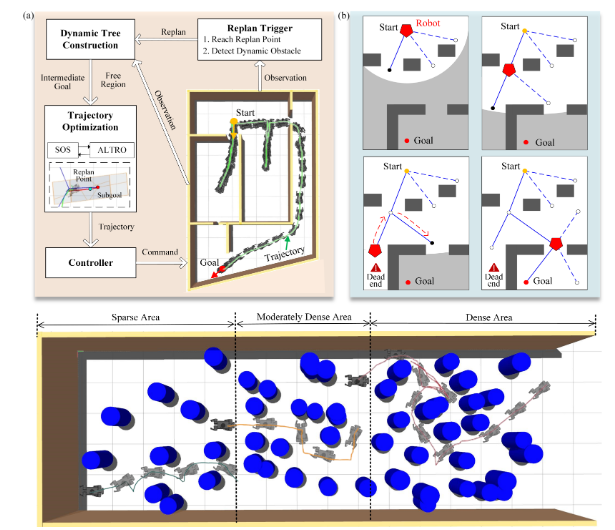 (a)
Dynamic Tree
Construction
Replan
Replan Trigger
1. Reach Replan Point
2. Detect Dynamic Obstacle
Intermediate
Goal
Free
Region
Observation
Observation
Trajectory
Optimization
SOS
ALTRO
Replan
Point
Subgoal
Trajectory
Controller
Command
Start
Goal
Trajectory
(b)
Start
Robot
Goal
Start
Goal
Start
Dead
end
Goal
Start
Dead
end
Goal
Sparse Area
Moderately Dense Area
Dense Area